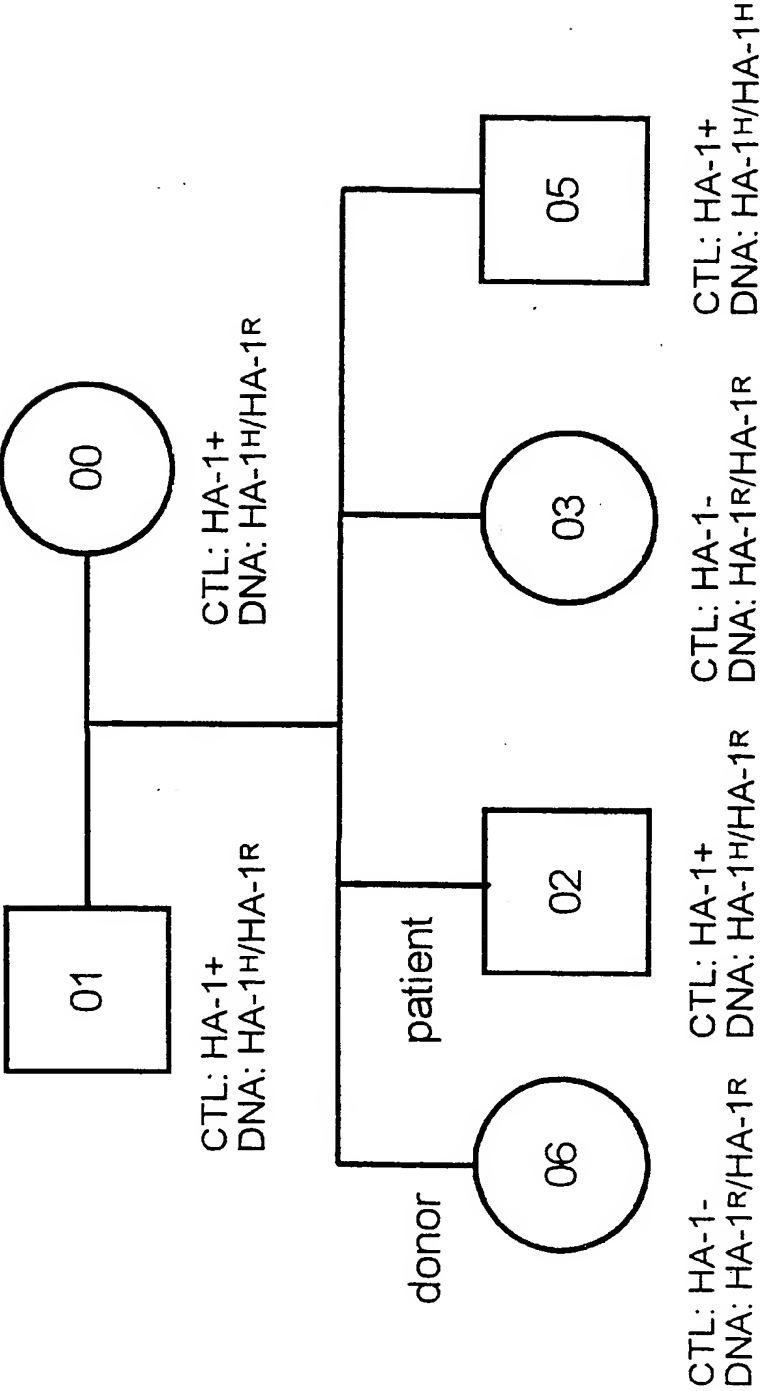 01
00
CTL: HA-1+
DNA: HA-1ᴴ/HA-1ᴿ
CTL: HA-1+
DNA: HA-1ᴴ/HA-1ᴿ
donor
patient
06
02
03
05
CTL: HA-1-
DNA: HA-1ᴿ/HA-1ᴿ
CTL: HA-1+
DNA: HA-1ᴴ/HA-1ᴿ
CTL: HA-1-
DNA: HA-1ᴿ/HA-1ᴿ
CTL: HA-1+
DNA: HA-1ᴴ/HA-1ᴴ